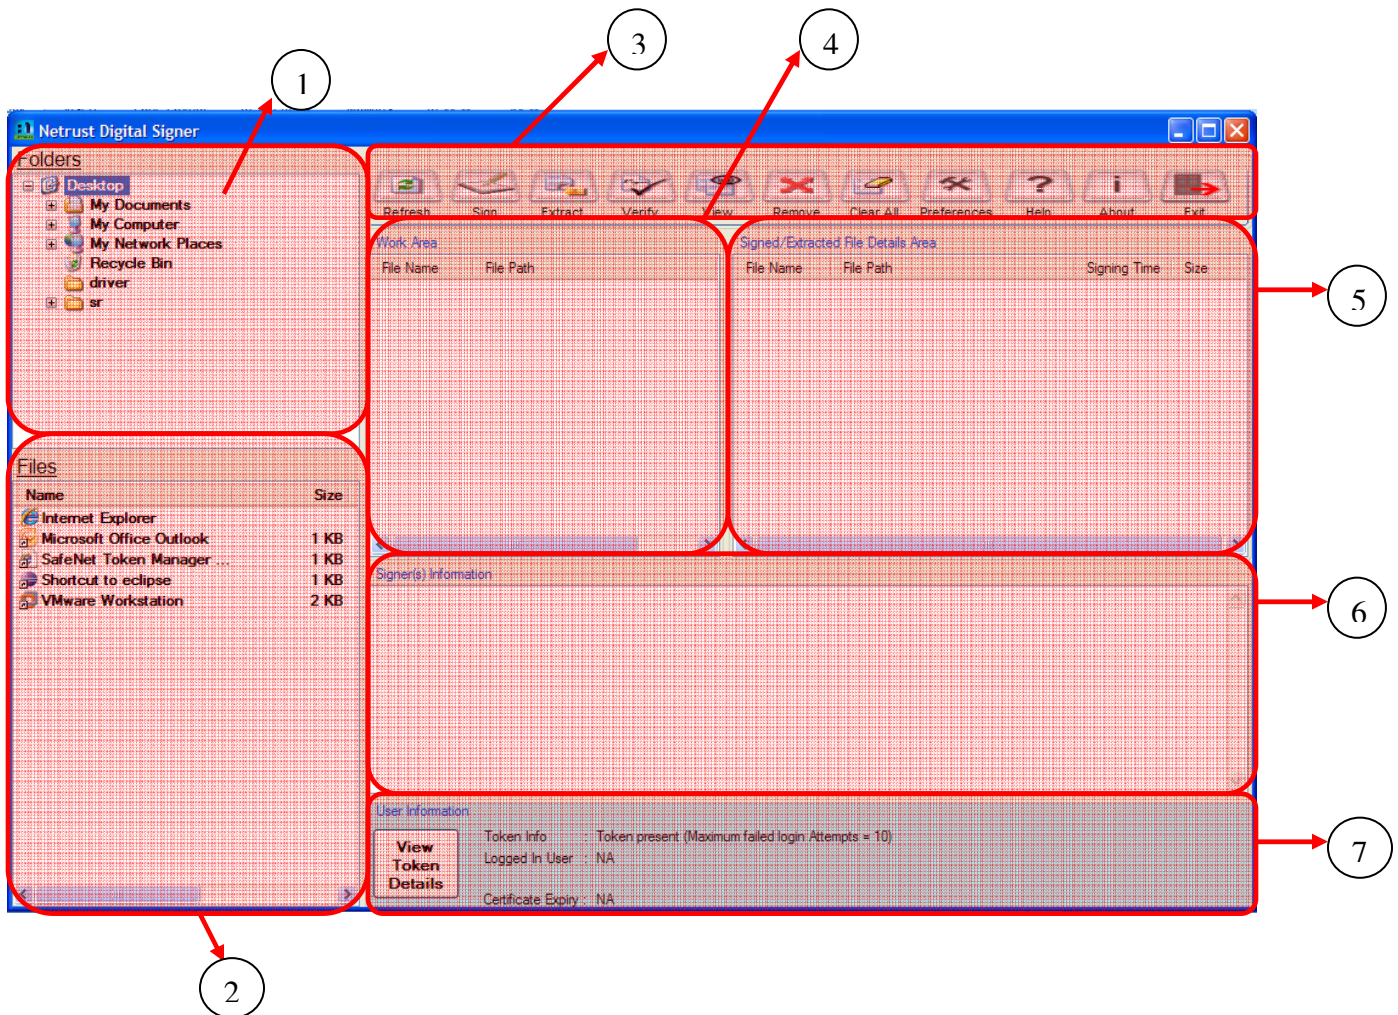 3
4
1
Netrust Digital Signer
Folders
Desktop
My Documents
My Computer
My Network Places
Recycle Bin
driver
sr
Refresh Sign Extract Verify View Remove Clear All Preferences Help About Exit
Work Area
File Name File Path
Signed/Extracted File Details Area
File Name File Path Signing Time Size
5
Files
Name Size
Internet Explorer
Microsoft Office Outlook 1 KB
SafeNet Token Manager ... 1 KB
Shortcut to eclipse 1 KB
VMware Workstation 2 KB
Signer(s) Information
6
User Information
View Token Details
Token Info : Token present (Maximum failed login Attempts = 10)
Logged In User : NA
Certificate Expiry : NA
7
2